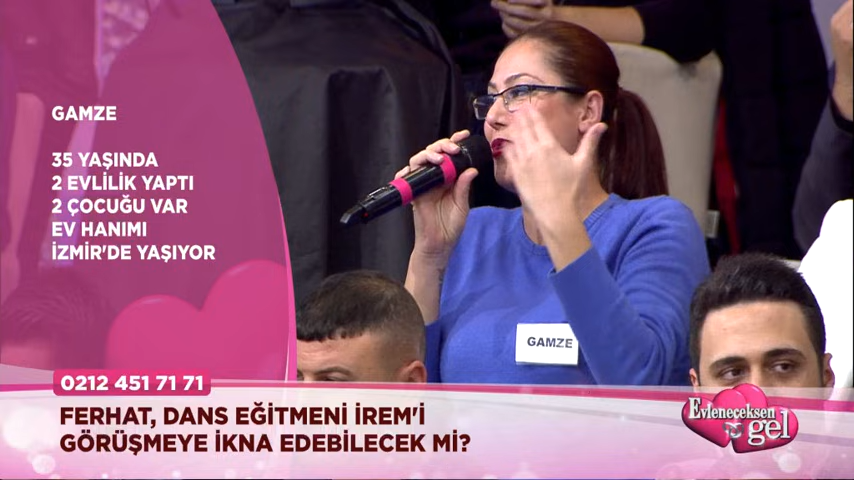 GAMZE
35 YAŞINDA
2 EVLİLİK YAPTI
2 ÇOCUĞU VAR
EV HANIMI
İZMİR'DE YAŞIYOR
GAMZE
0212 451 71 71
FERHAT, DANS EĞİTMENİ İREM'İ
GÖRÜŞMEYE İKNA EDEBİLECEK Mİ?
Evleneceksen
gel